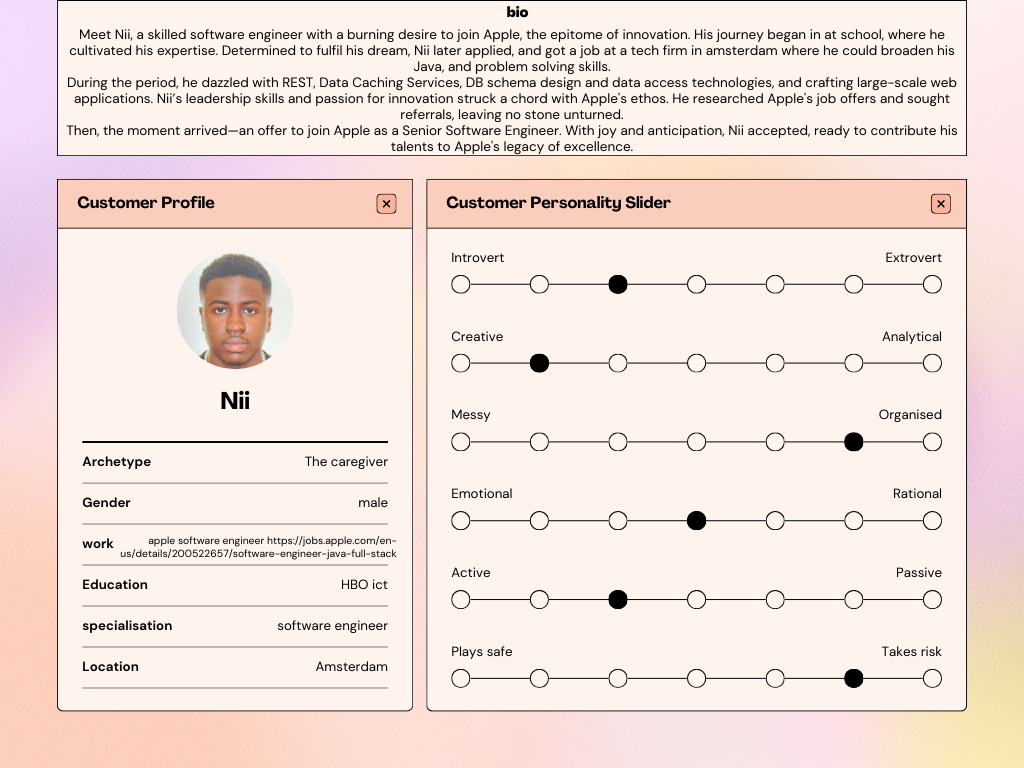 bio
Meet Nii, a skilled software engineer with a burning desire to join Apple, the epitome of innovation. His journey began in at school, where he
cultivated his expertise. Determined to fulfil his dream, Nii later applied, and got a job at a tech firm in amsterdam where he could broaden his
Java, and problem solving skills.
During the period, he dazzled with REST, Data Caching Services, DB schema design and data access technologies, and crafting large-scale web
applications. Nii’s leadership skills and passion for innovation struck a chord with Apple's ethos. He researched Apple's job offers and sought
referrals, leaving no stone unturned.
Then, the moment arrived—an offer to join Apple as a Senior Software Engineer. With joy and anticipation, Nii accepted, ready to contribute his
talents to Apple's legacy of excellence.
Customer Profile
Nii
Archetype The caregiver
Gender male
work apple software engineer https://jobs.apple.com/en-
us/details/200522657/software-engineer-java-full-stack
Education HBO ict
specialisation software engineer
Location Amsterdam
Customer Personality Slider
Introvert Extrovert
Creative Analytical
Messy Organised
Emotional Rational
Active Passive
Plays safe Takes risk